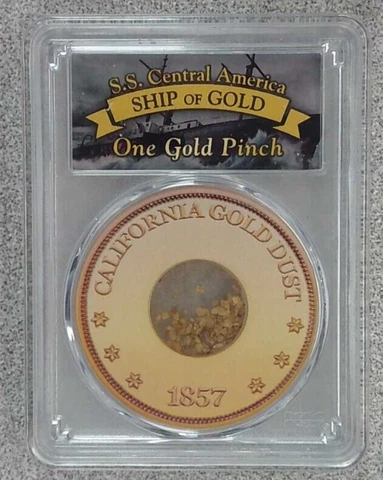 S.S. Central America
SHIP OF GOLD
One Gold Pinch
CALIFORNIA GOLD DUST
1857